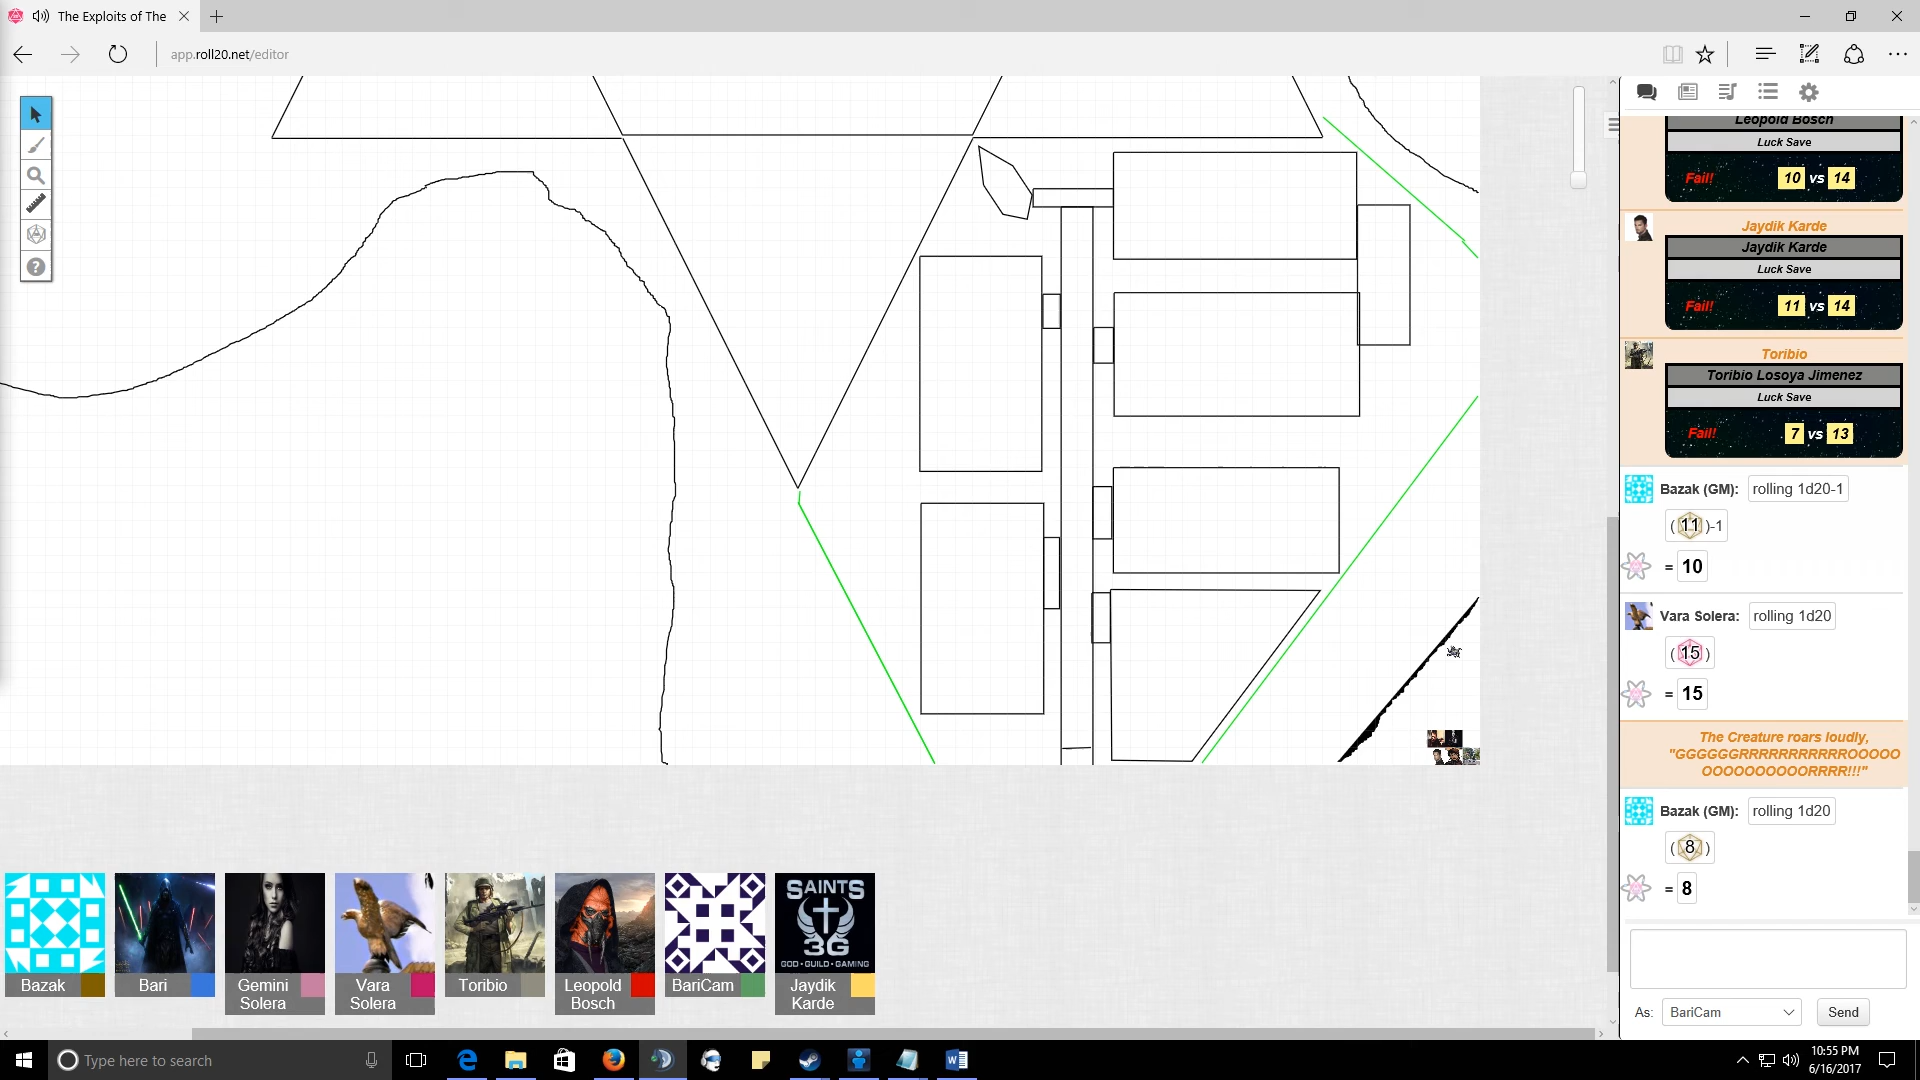 The Exploits of The
app.roll20.net/editor
Leopold Bosch
Luck Save
Fail! 10 vs 14
Jaydik Karde
Jaydik Karde
Luck Save
Fail! 11 vs 14
Toribio
Toribio Losoya Jimenez
Luck Save
Fail! 7 vs 13
Bazak (GM): rolling 1d20-1
(11)-1
= 10
Vara Solera: rolling 1d20
(15)
= 15
The Creature roars loudly,
"GGGGGGRRRRRRRRRRROOOOO
OOOOOOOOOOORRRR!!!"
Bazak (GM): rolling 1d20
(8)
= 8
SAINTS
3G
GOD • GUILD • GAMING
Bazak
Bari
Gemini
Solera
Vara
Solera
Toribio
Leopold
Bosch
BariCam
Jaydik
Karde
As: BariCam Send
Type here to search
10:55 PM
6/16/2017